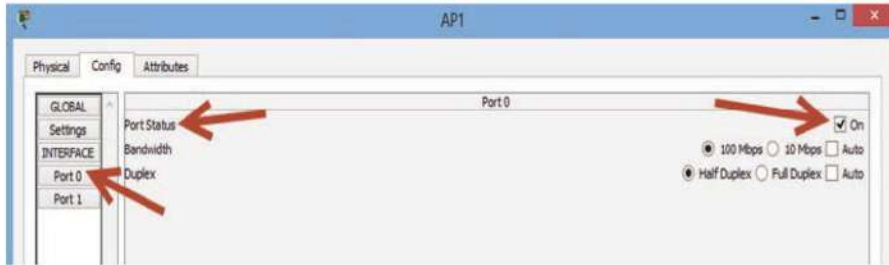 AP1
Physical Config Attributes
GLOBAL
Settings
INTERFACE
Port 0
Port 1
Port 0
Port Status On
Bandwidth 100 Mbps 10 Mbps Auto
Duplex Half Duplex Full Duplex Auto